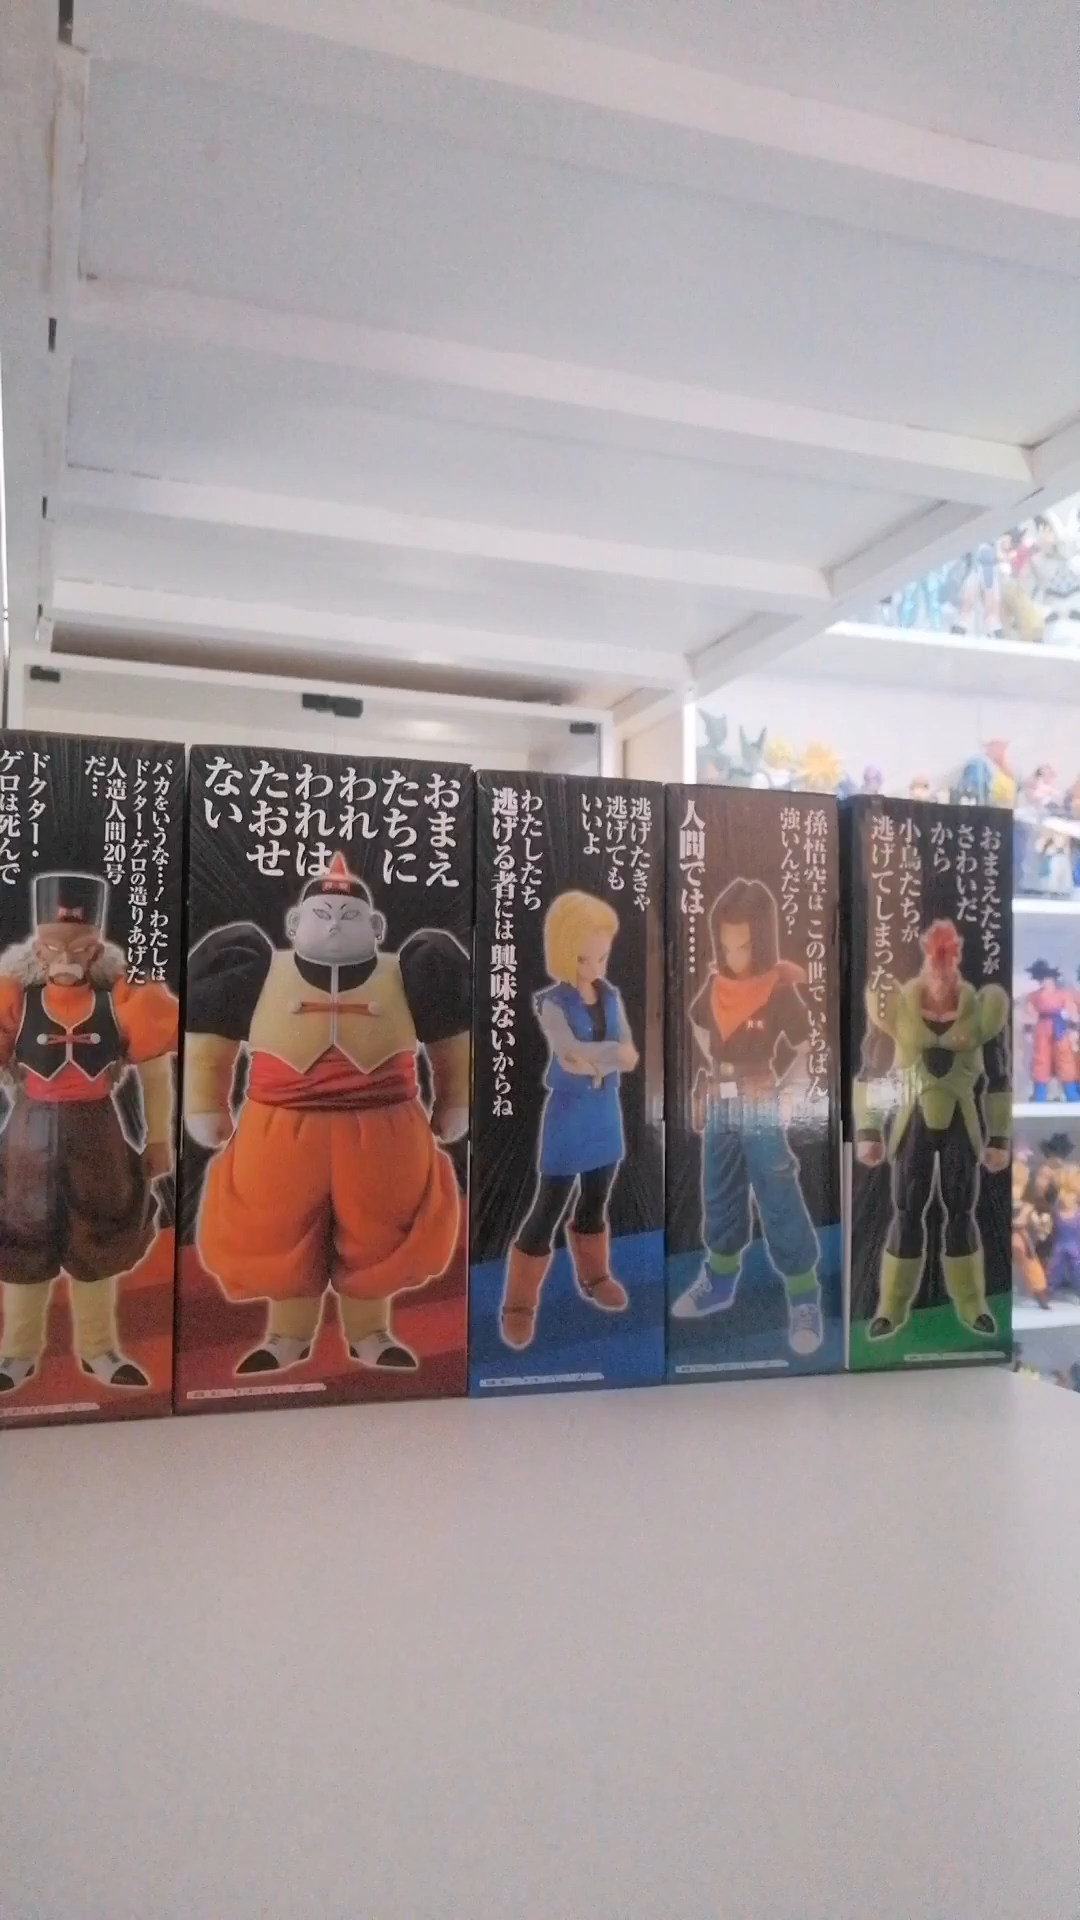 バカをいうな…！ わたしは
ドクター・ゲロの造りあげた
人造人間20号
だ…
ドクター・
ゲロは死んで
おまえ
たちに
われ
われは
たおせ
ない
逃げたきゃ
逃げても
いいよ
わたしたち
逃げる者には興味ないからね
孫悟空は この世で いちばん
強いんだろ？
人間では……
おまえたちが
さわいだ
から
小鳥たちが
逃げてしまった…